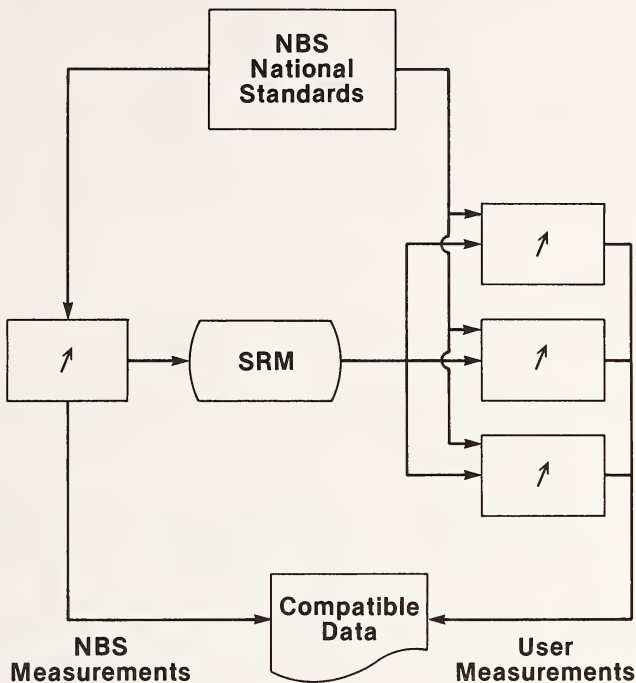 NBS
National
Standards
SRM
Compatible
Data
NBS
Measurements
User
Measurements